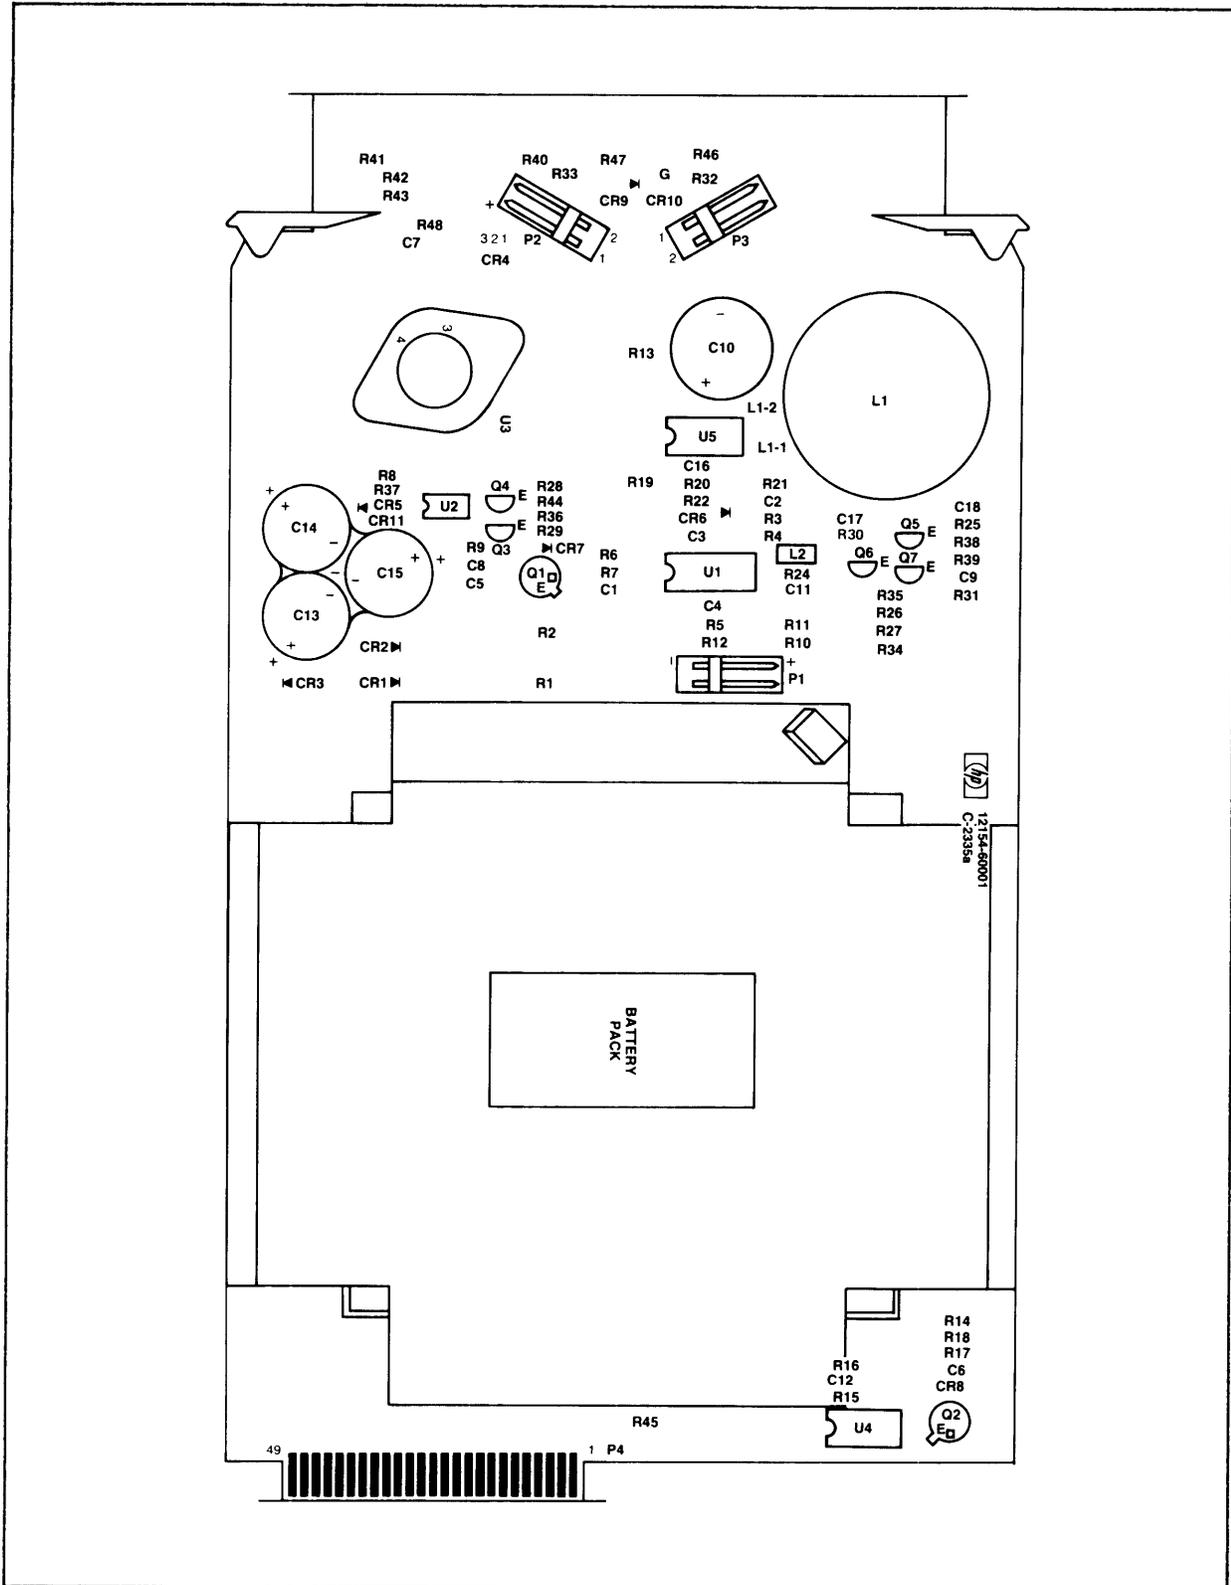 R41
R42
R43
R48
C7
R40
R33
R47
G
R46
R32
CR9
CR10
+
3 2 1
P2
2
1
CR4
1
2
P3
3
4
U3
R13
−
C10
+
L1
L1-2
L1-1
U5
C16
R19
R20
R22
CR6
C3
R21
C2
R3
R4
R8
R37
CR5
CR11
U2
Q4
E
E
Q3
R28
R44
R36
R29
CR7
R9
C8
C5
Q1
E
R6
R7
C1
+
+
C14
−
+
+
−
−
C15
−
C13
+
+
U1
L2
R24
C11
C17
R30
Q5
E
Q6
E
Q7
E
C18
R25
R38
R39
C9
R31
R35
R26
R27
R34
C4
R5
R12
R11
R10
R2
R1
CR2
CR3
CR1
+
P1
hp
12154-60001
C-2335a
BATTERY
PACK
R14
R18
R17
C6
CR8
R16
C12
R15
U4
Q2
E
R45
49
1
P4